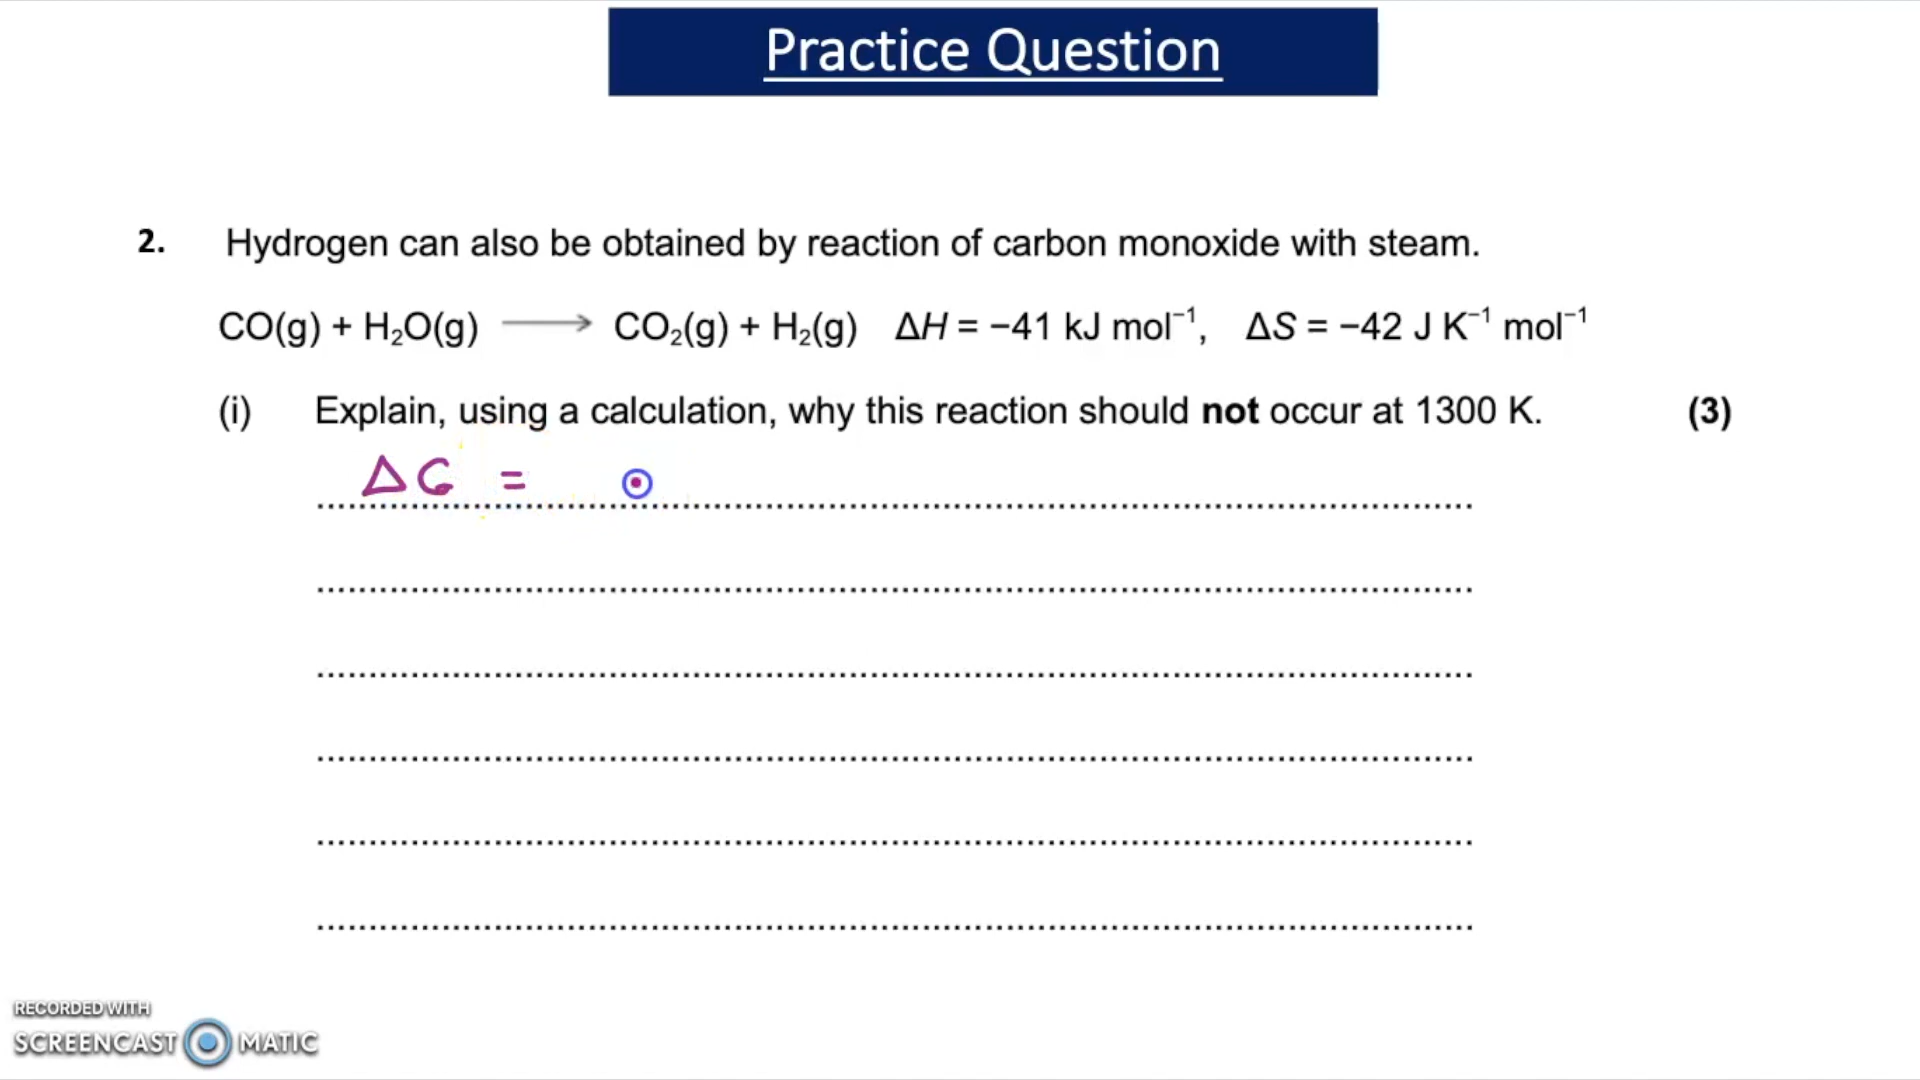 Practice Question
2. Hydrogen can also be obtained by reaction of carbon monoxide with steam.
CO(g) + H₂O(g) ⟶ CO₂(g) + H₂(g) ΔH = −41 kJ mol⁻¹, ΔS = −42 J K⁻¹ mol⁻¹
(i) Explain, using a calculation, why this reaction should not occur at 1300 K. (3)
ΔG =
RECORDED WITH
SCREENCAST MATIC